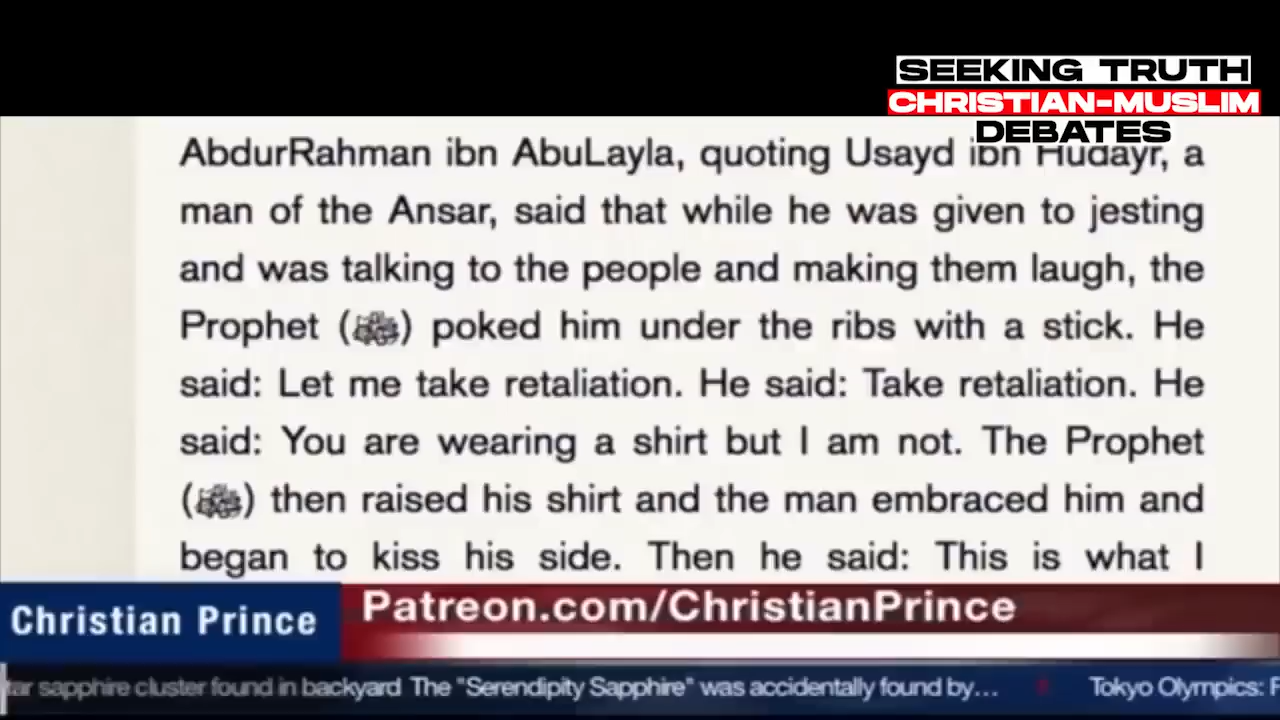 SEEKING TRUTH
CHRISTIAN-MUSLIM
DEBATES
AbdurRahman ibn AbuLayla, quoting Usayd ibn Hudayr, a
man of the Ansar, said that while he was given to jesting
and was talking to the people and making them laugh, the
Prophet (ﷺ) poked him under the ribs with a stick. He
said: Let me take retaliation. He said: Take retaliation. He
said: You are wearing a shirt but I am not. The Prophet
(ﷺ) then raised his shirt and the man embraced him and
began to kiss his side. Then he said: This is what I
Christian Prince
Patreon.com/ChristianPrince
sapphire cluster found in backyard The "Serendipity Sapphire" was accidentally found by... Tokyo Olympics: